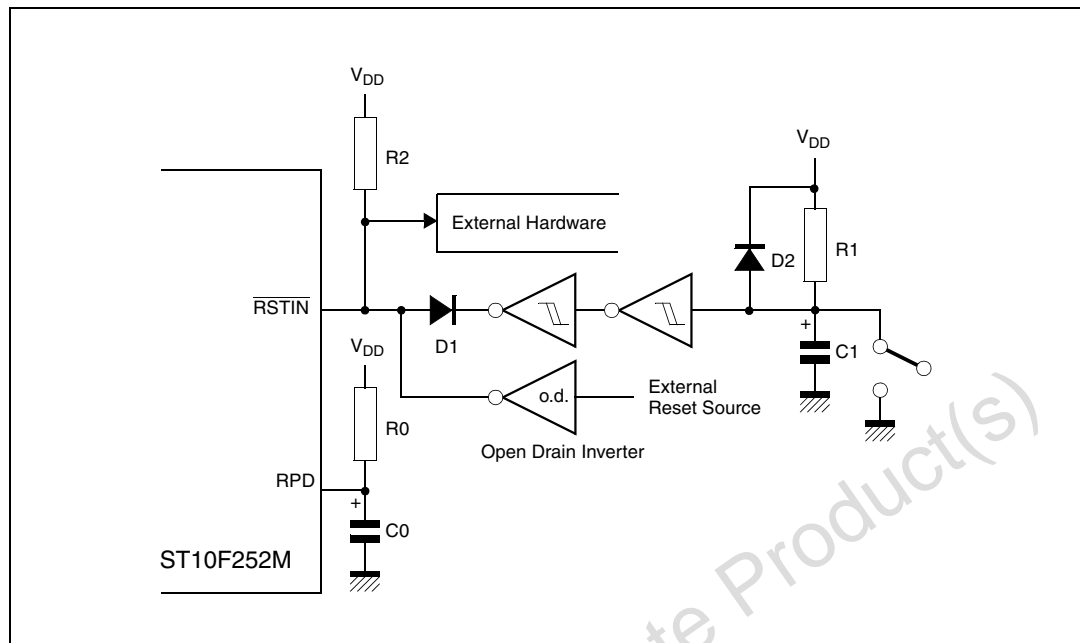 VDD
R2
External Hardware
VDD
D2
R1
RSTIN
D1
+
C1
VDD
R0
o.d.
External
Reset Source
Open Drain Inverter
RPD
+
C0
ST10F252M
te Product(s)